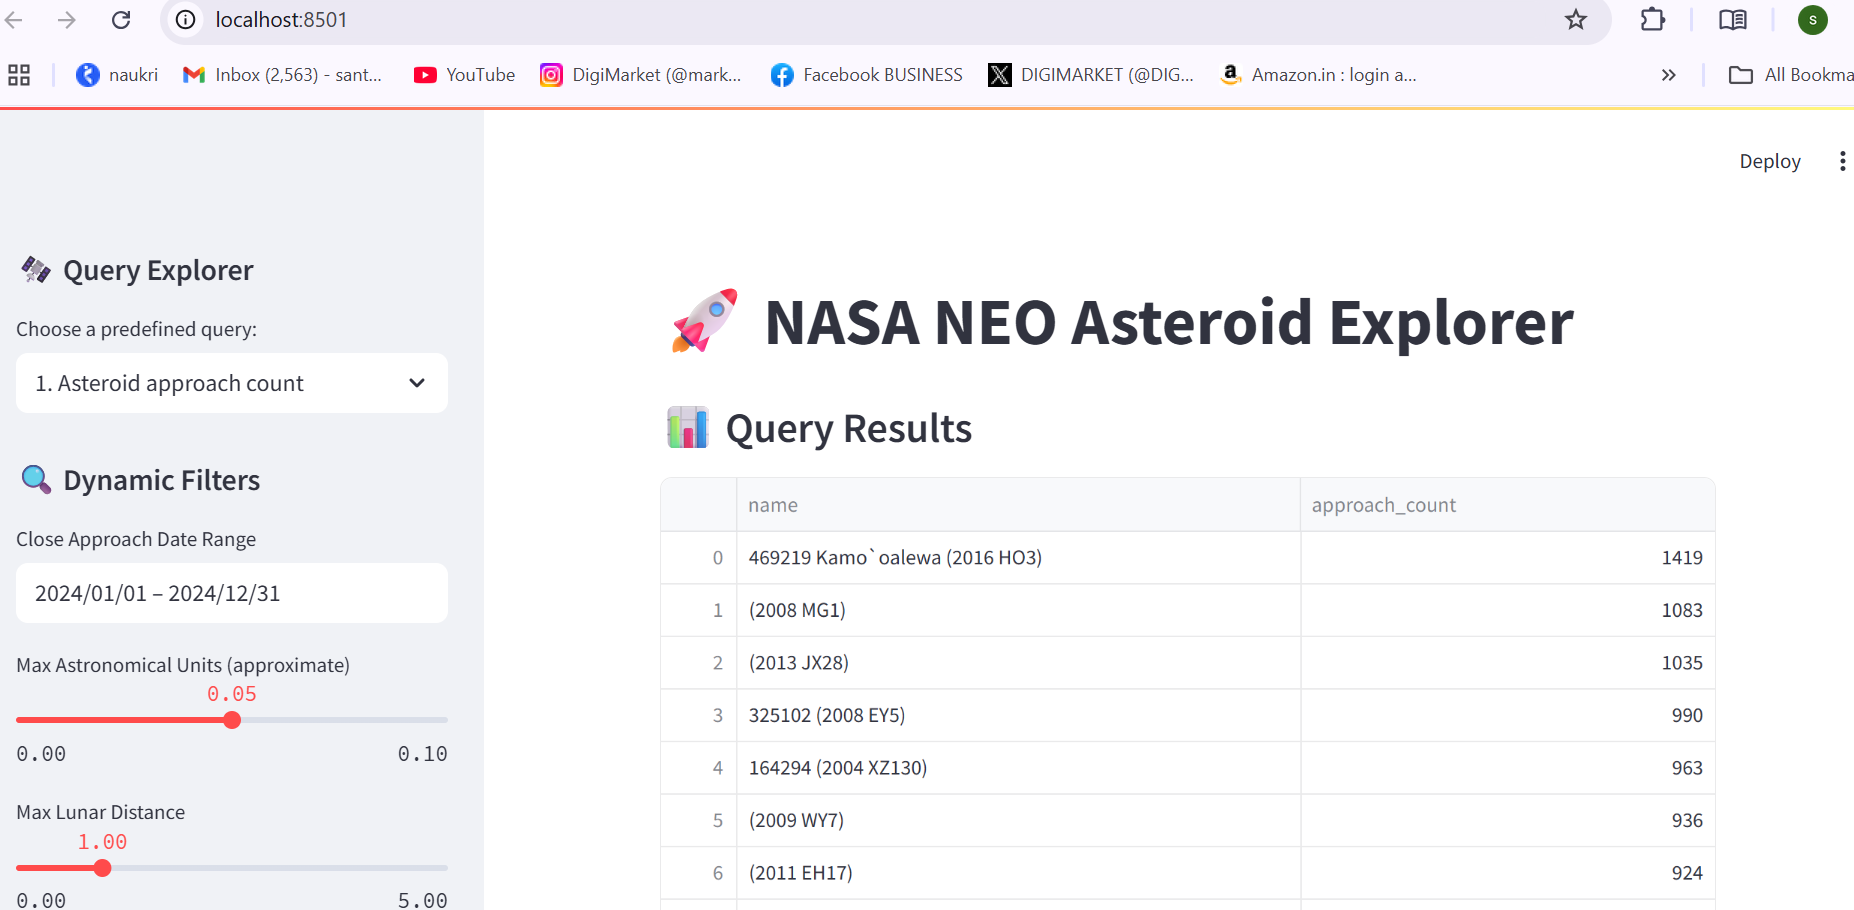 localhost:8501
S
naukri
Inbox (2,563) - sant...
YouTube
DigiMarket (@mark...
Facebook BUSINESS
DIGIMARKET (@DIG...
Amazon.in : login a...
All Bookma
Deploy
Query Explorer
Choose a predefined query:
1. Asteroid approach count
Dynamic Filters
Close Approach Date Range
2024/01/01 – 2024/12/31
Max Astronomical Units (approximate)
0.05
0.00 0.10
Max Lunar Distance
1.00
0.00 5.00
NASA NEO Asteroid Explorer
Query Results
name approach_count
0 469219 Kamo`oalewa (2016 HO3) 1419
1 (2008 MG1) 1083
2 (2013 JX28) 1035
3 325102 (2008 EY5) 990
4 164294 (2004 XZ130) 963
5 (2009 WY7) 936
6 (2011 EH17) 924